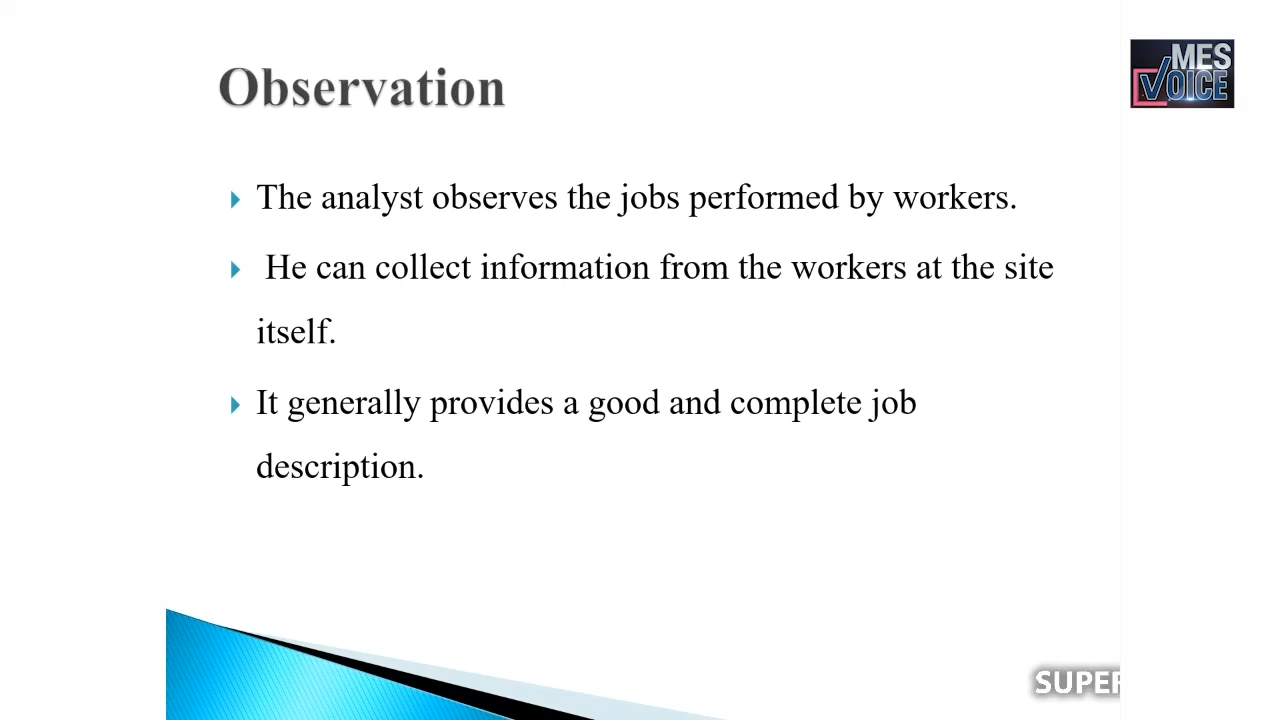 Observation
MES
VOICE
The analyst observes the jobs performed by workers.
He can collect information from the workers at the site
itself.
It generally provides a good and complete job
description.
SUPER